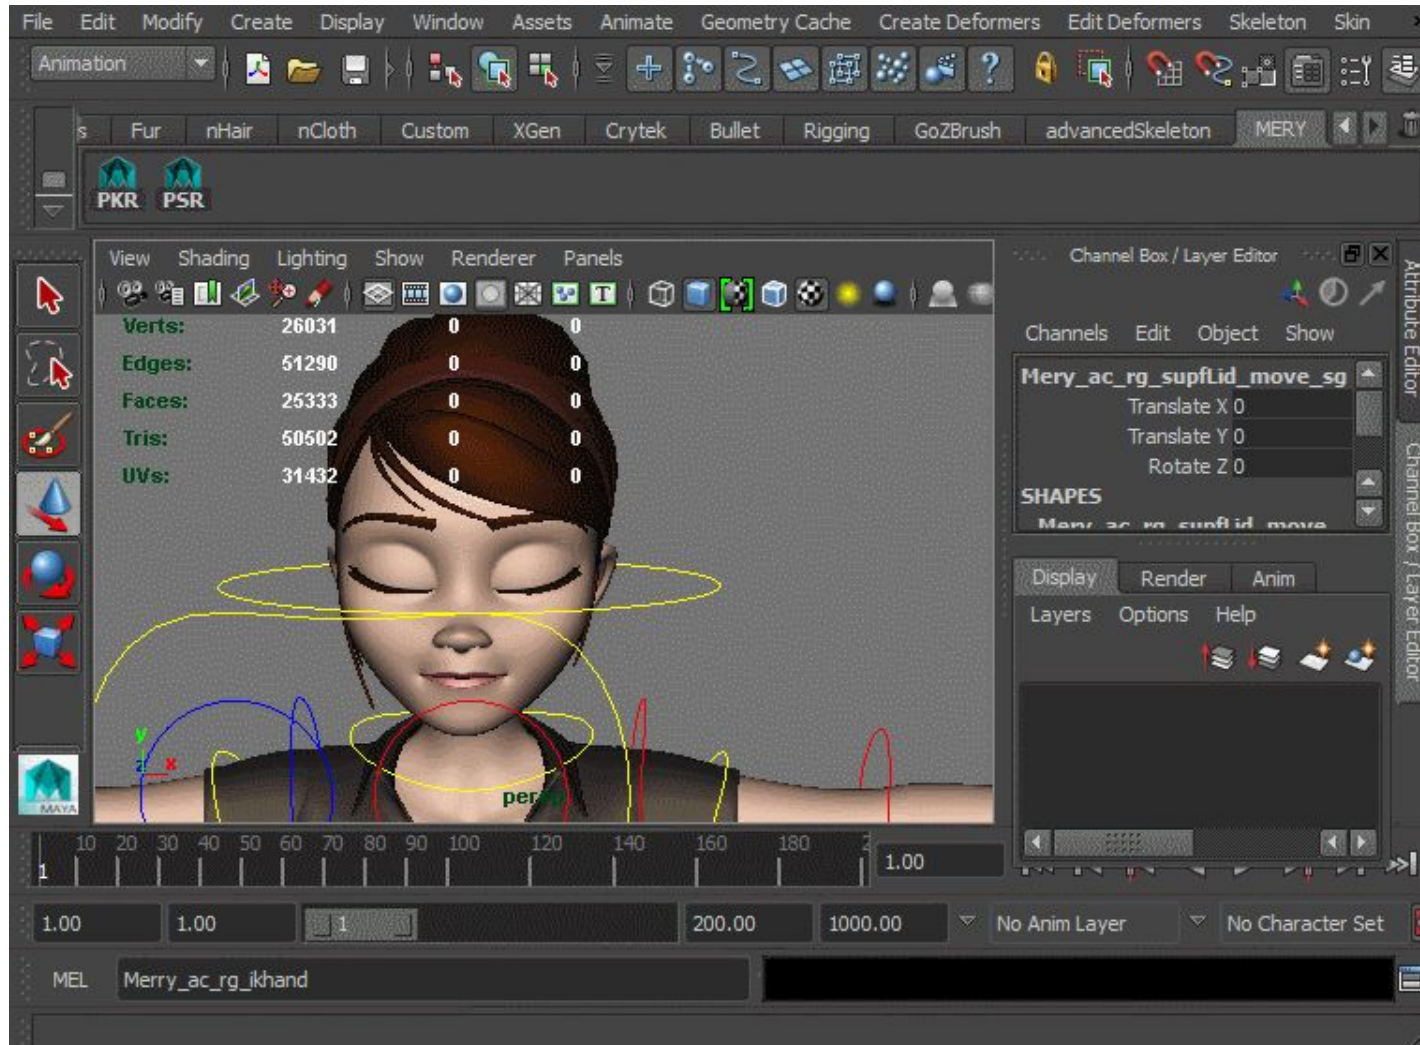 File Edit Modify Create Display Window Assets Animate Geometry Cache Create Deformers Edit Deformers Skeleton Skin
Animation
s Fur nHair nCloth Custom XGen Crytek Bullet Rigging GoZBrush advancedSkeleton MERY
PKR PSR
View Shading Lighting Show Renderer Panels
Verts: 26031 0 0
Edges: 51290 0 0
Faces: 25333 0 0
Tris: 50502 0 0
UVs: 31432 0 0
y
z x
persp
MAYA
Channel Box / Layer Editor
Channels Edit Object Show
Mery_ac_rg_supfLid_move_sg
Translate X 0
Translate Y 0
Rotate Z 0
SHAPES
Mery_ac_rg_supfLid_move
Display Render Anim
Layers Options Help
Attribute Editor
Channel Box / Layer Editor
10 20 30 40 50 60 70 80 90 100 120 140 160 180 2
1
1.00
1.00 1.00 1 200.00 1000.00 No Anim Layer No Character Set
MEL Merry_ac_rg_ikhand